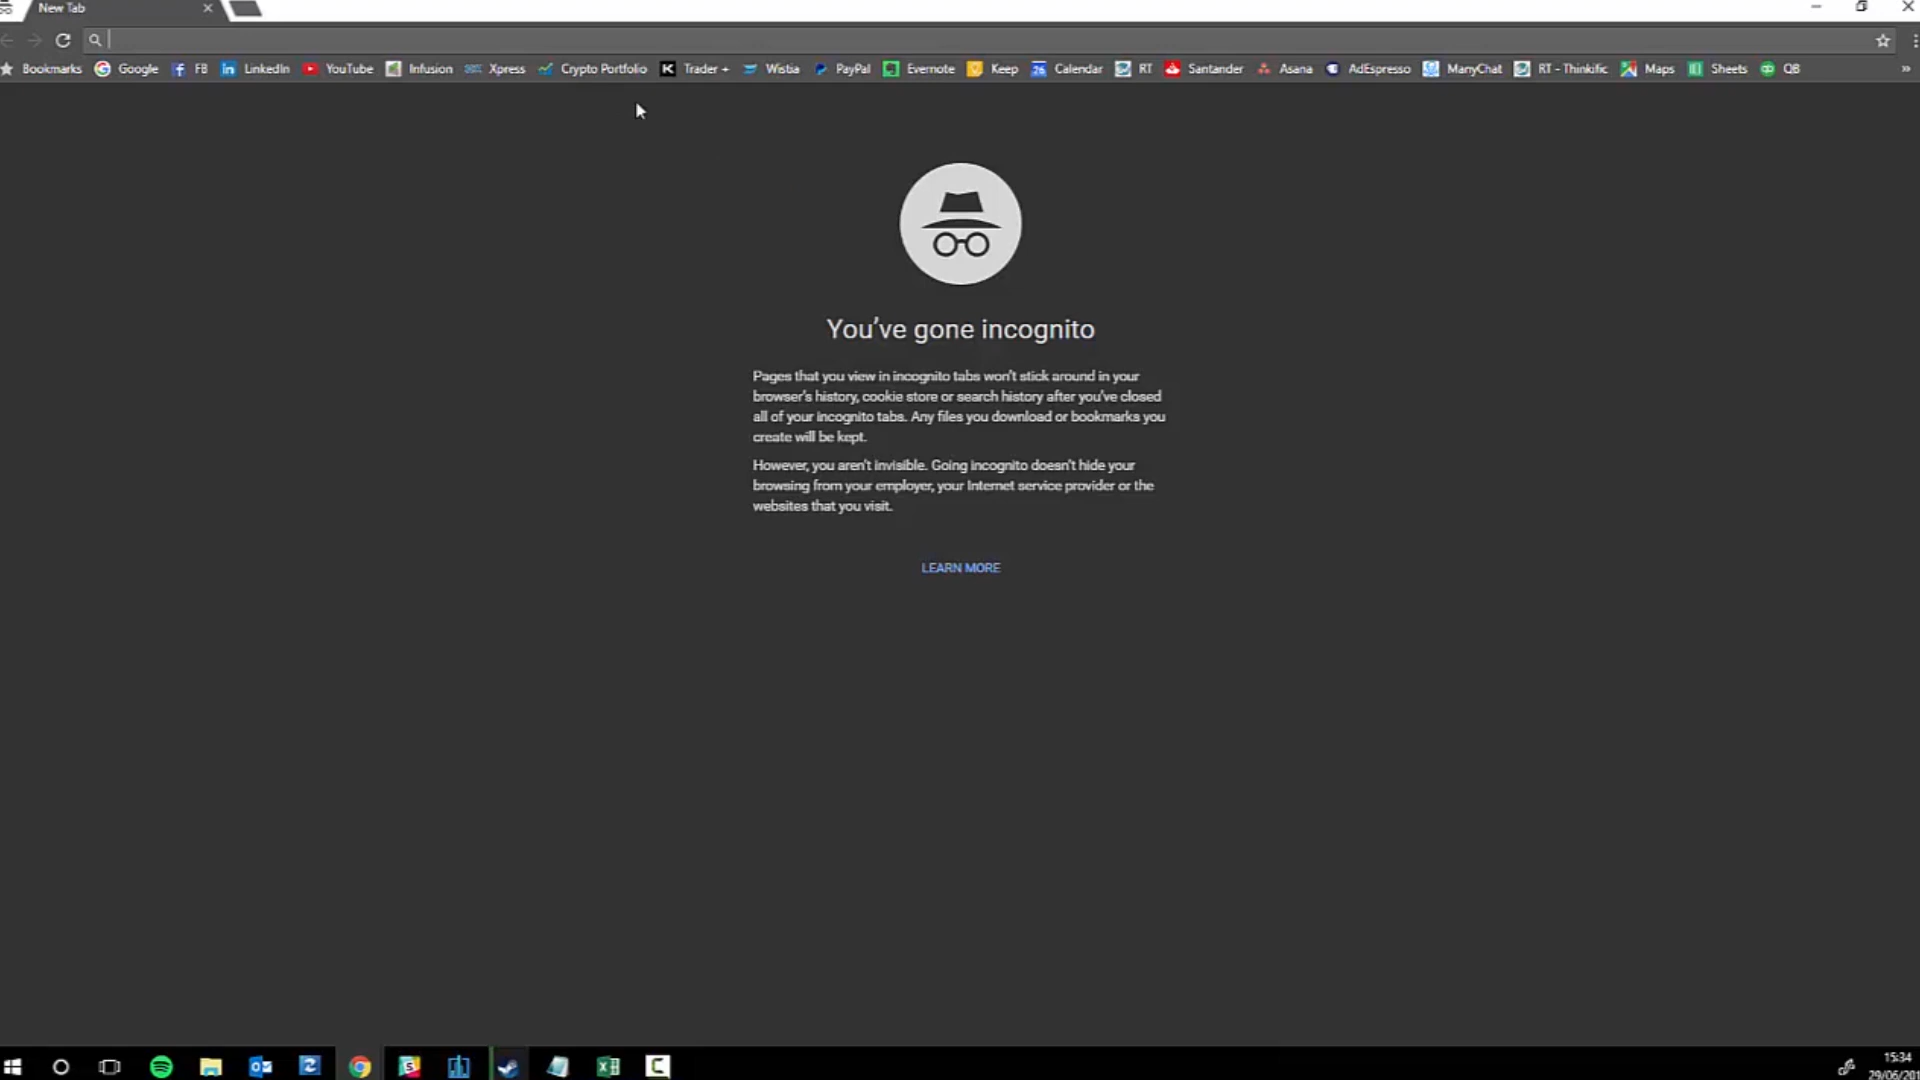 New Tab
Bookmarks Google FB LinkedIn YouTube Infusion Xpress Crypto Portfolio Trader + Wistia PayPal Evernote Keep 26 Calendar RT Santander Asana AdEspresso ManyChat RT - Thinkific Maps Sheets QB »
You've gone incognito
Pages that you view in incognito tabs won't stick around in your
browser's history, cookie store or search history after you've closed
all of your incognito tabs. Any files you download or bookmarks you
create will be kept.
However, you aren't invisible. Going incognito doesn't hide your
browsing from your employer, your Internet service provider or the
websites that you visit.
LEARN MORE
15:34
29/06/201